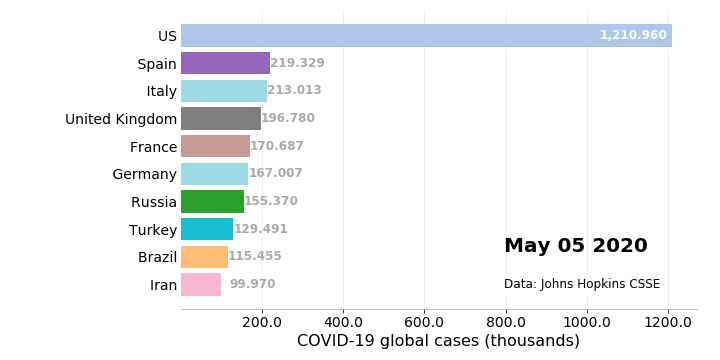 US 1,210.960
Spain 219.329
Italy 213.013
United Kingdom 196.780
France 170.687
Germany 167.007
Russia 155.370
Turkey 129.491
Brazil 115.455
Iran 99.970
May 05 2020
Data: Johns Hopkins CSSE
200.0 400.0 600.0 800.0 1000.0 1200.0
COVID-19 global cases (thousands)